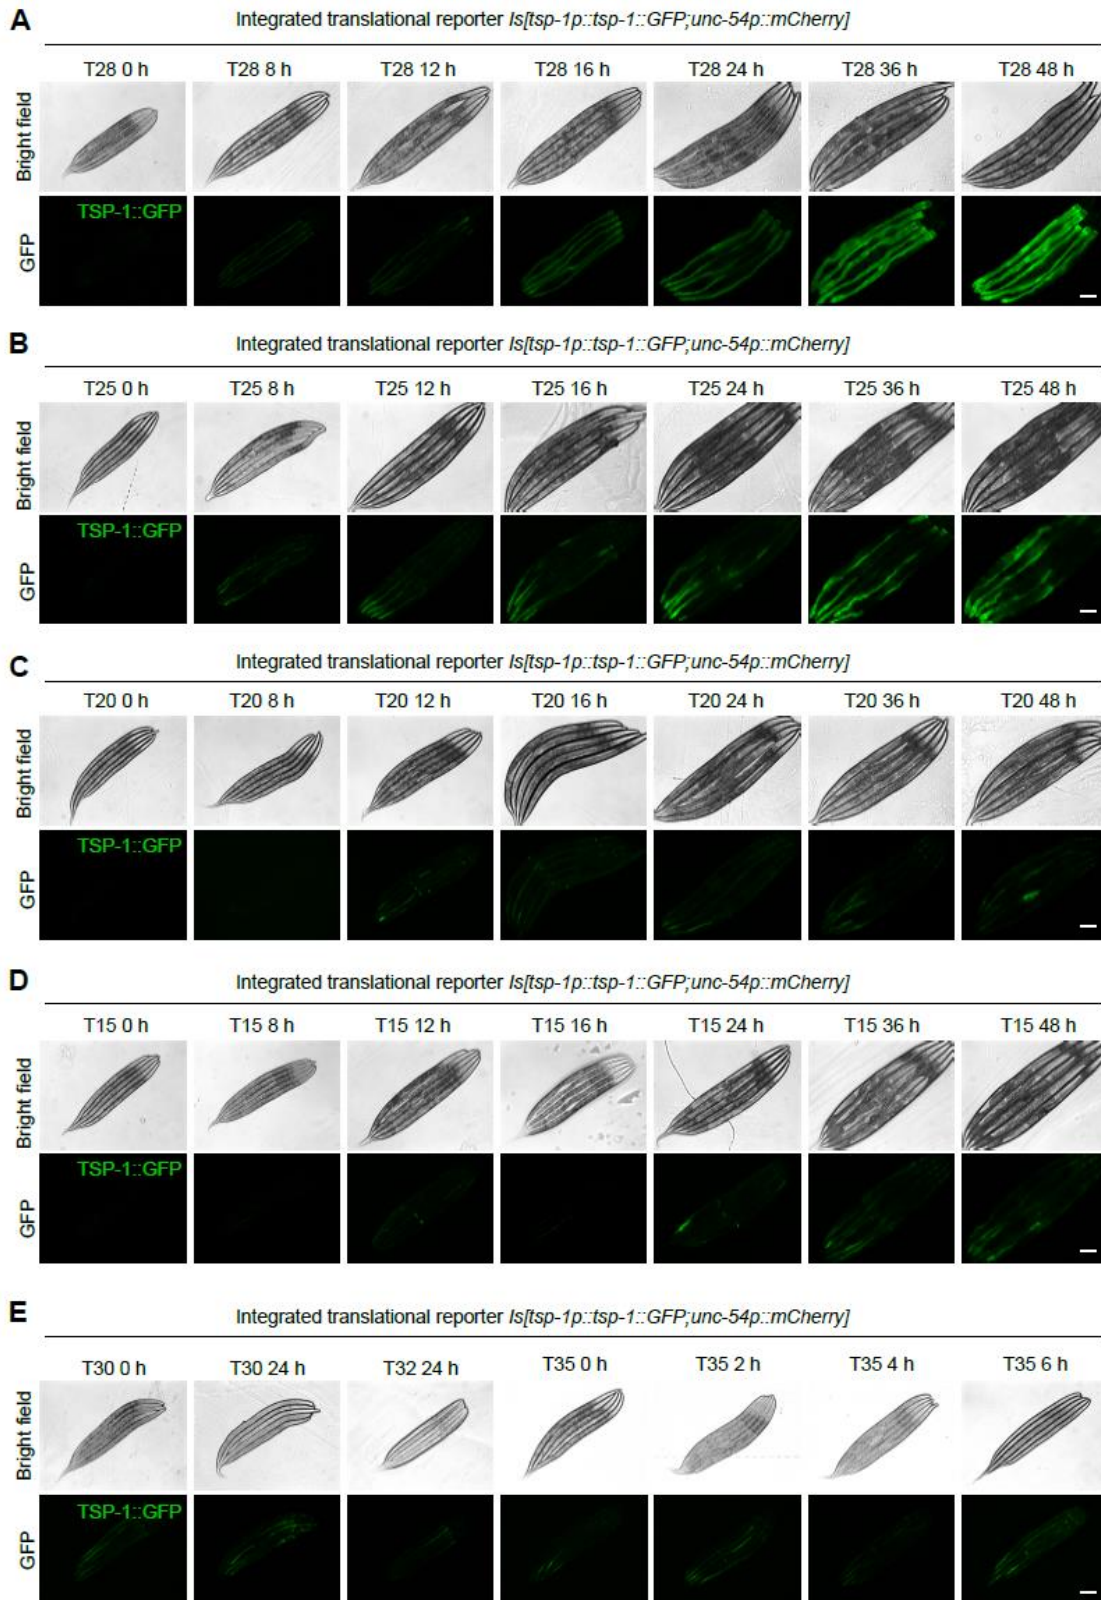 A
Integrated translational reporter Is[tsp-1p::tsp-1::GFP;unc-54p::mCherry]
T28 0 h T28 8 h T28 12 h T28 16 h T28 24 h T28 36 h T28 48 h
Bright field
TSP-1::GFP
GFP
B
Integrated translational reporter Is[tsp-1p::tsp-1::GFP;unc-54p::mCherry]
T25 0 h T25 8 h T25 12 h T25 16 h T25 24 h T25 36 h T25 48 h
Bright field
TSP-1::GFP
GFP
C
Integrated translational reporter Is[tsp-1p::tsp-1::GFP;unc-54p::mCherry]
T20 0 h T20 8 h T20 12 h T20 16 h T20 24 h T20 36 h T20 48 h
Bright field
TSP-1::GFP
GFP
D
Integrated translational reporter Is[tsp-1p::tsp-1::GFP;unc-54p::mCherry]
T15 0 h T15 8 h T15 12 h T15 16 h T15 24 h T15 36 h T15 48 h
Bright field
TSP-1::GFP
GFP
E
Integrated translational reporter Is[tsp-1p::tsp-1::GFP;unc-54p::mCherry]
T30 0 h T30 24 h T32 24 h T35 0 h T35 2 h T35 4 h T35 6 h
Bright field
TSP-1::GFP
GFP